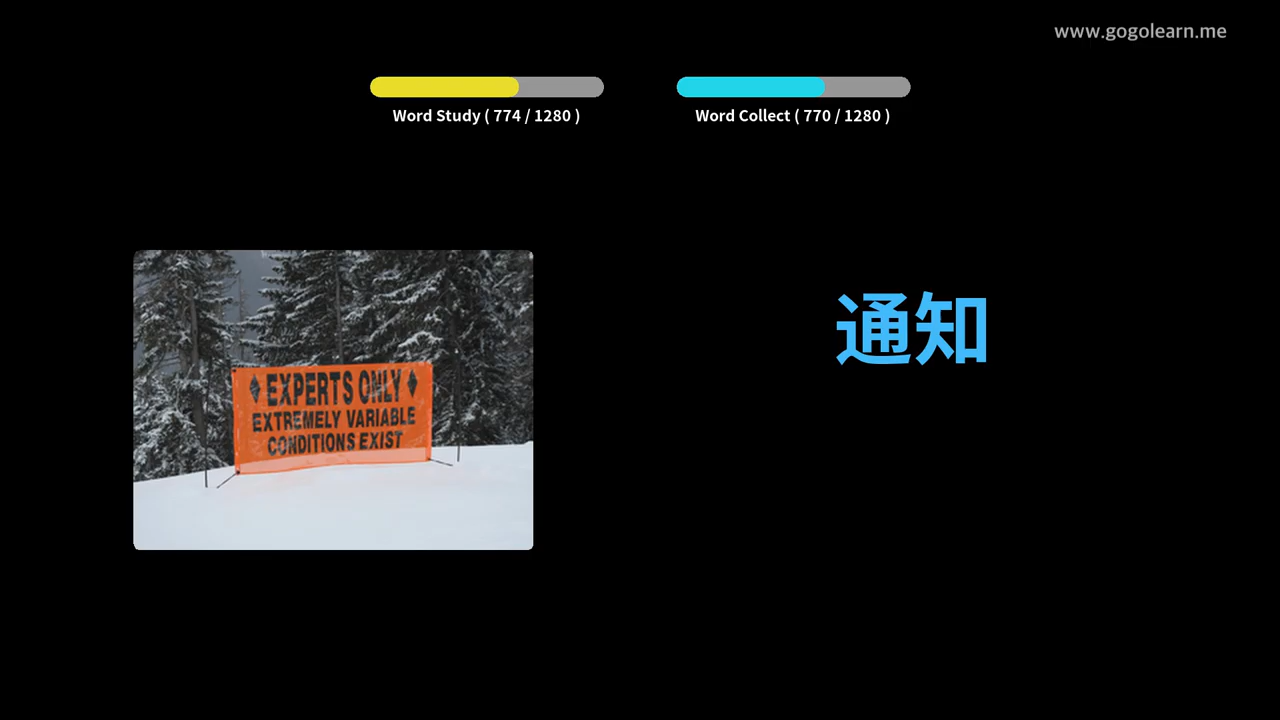 www.gogolearn.me
Word Study ( 774 / 1280 )
Word Collect ( 770 / 1280 )
EXPERTS ONLY
EXTREMELY VARIABLE
CONDITIONS EXIST
通知